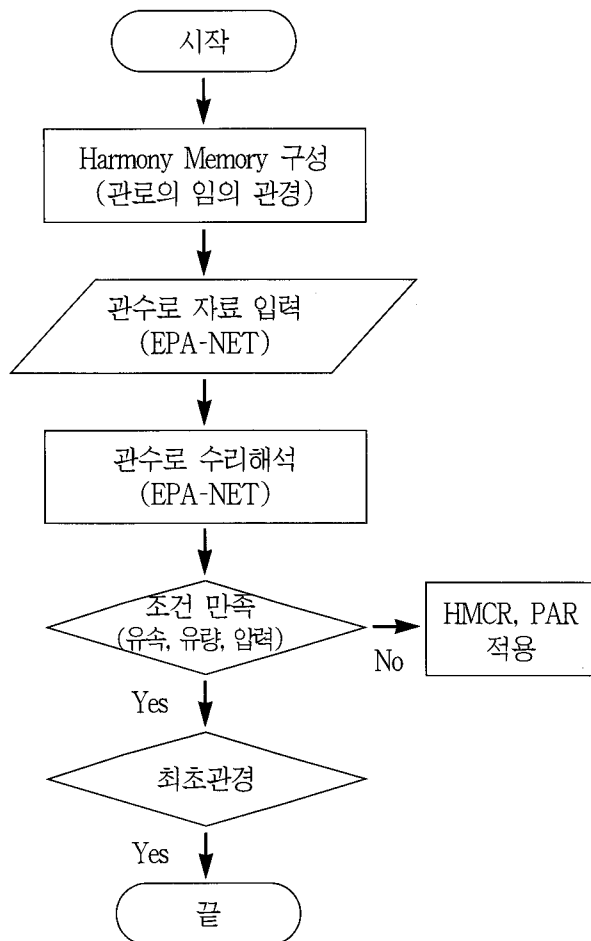 시작
Harmony Memory 구성
(관로의 임의 관경)
관수로 자료 입력
(EPA-NET)
관수로 수리해석
(EPA-NET)
조건 만족
(유속, 유량, 압력)
No
HMCR, PAR
적용
Yes
최초관경
Yes
끝